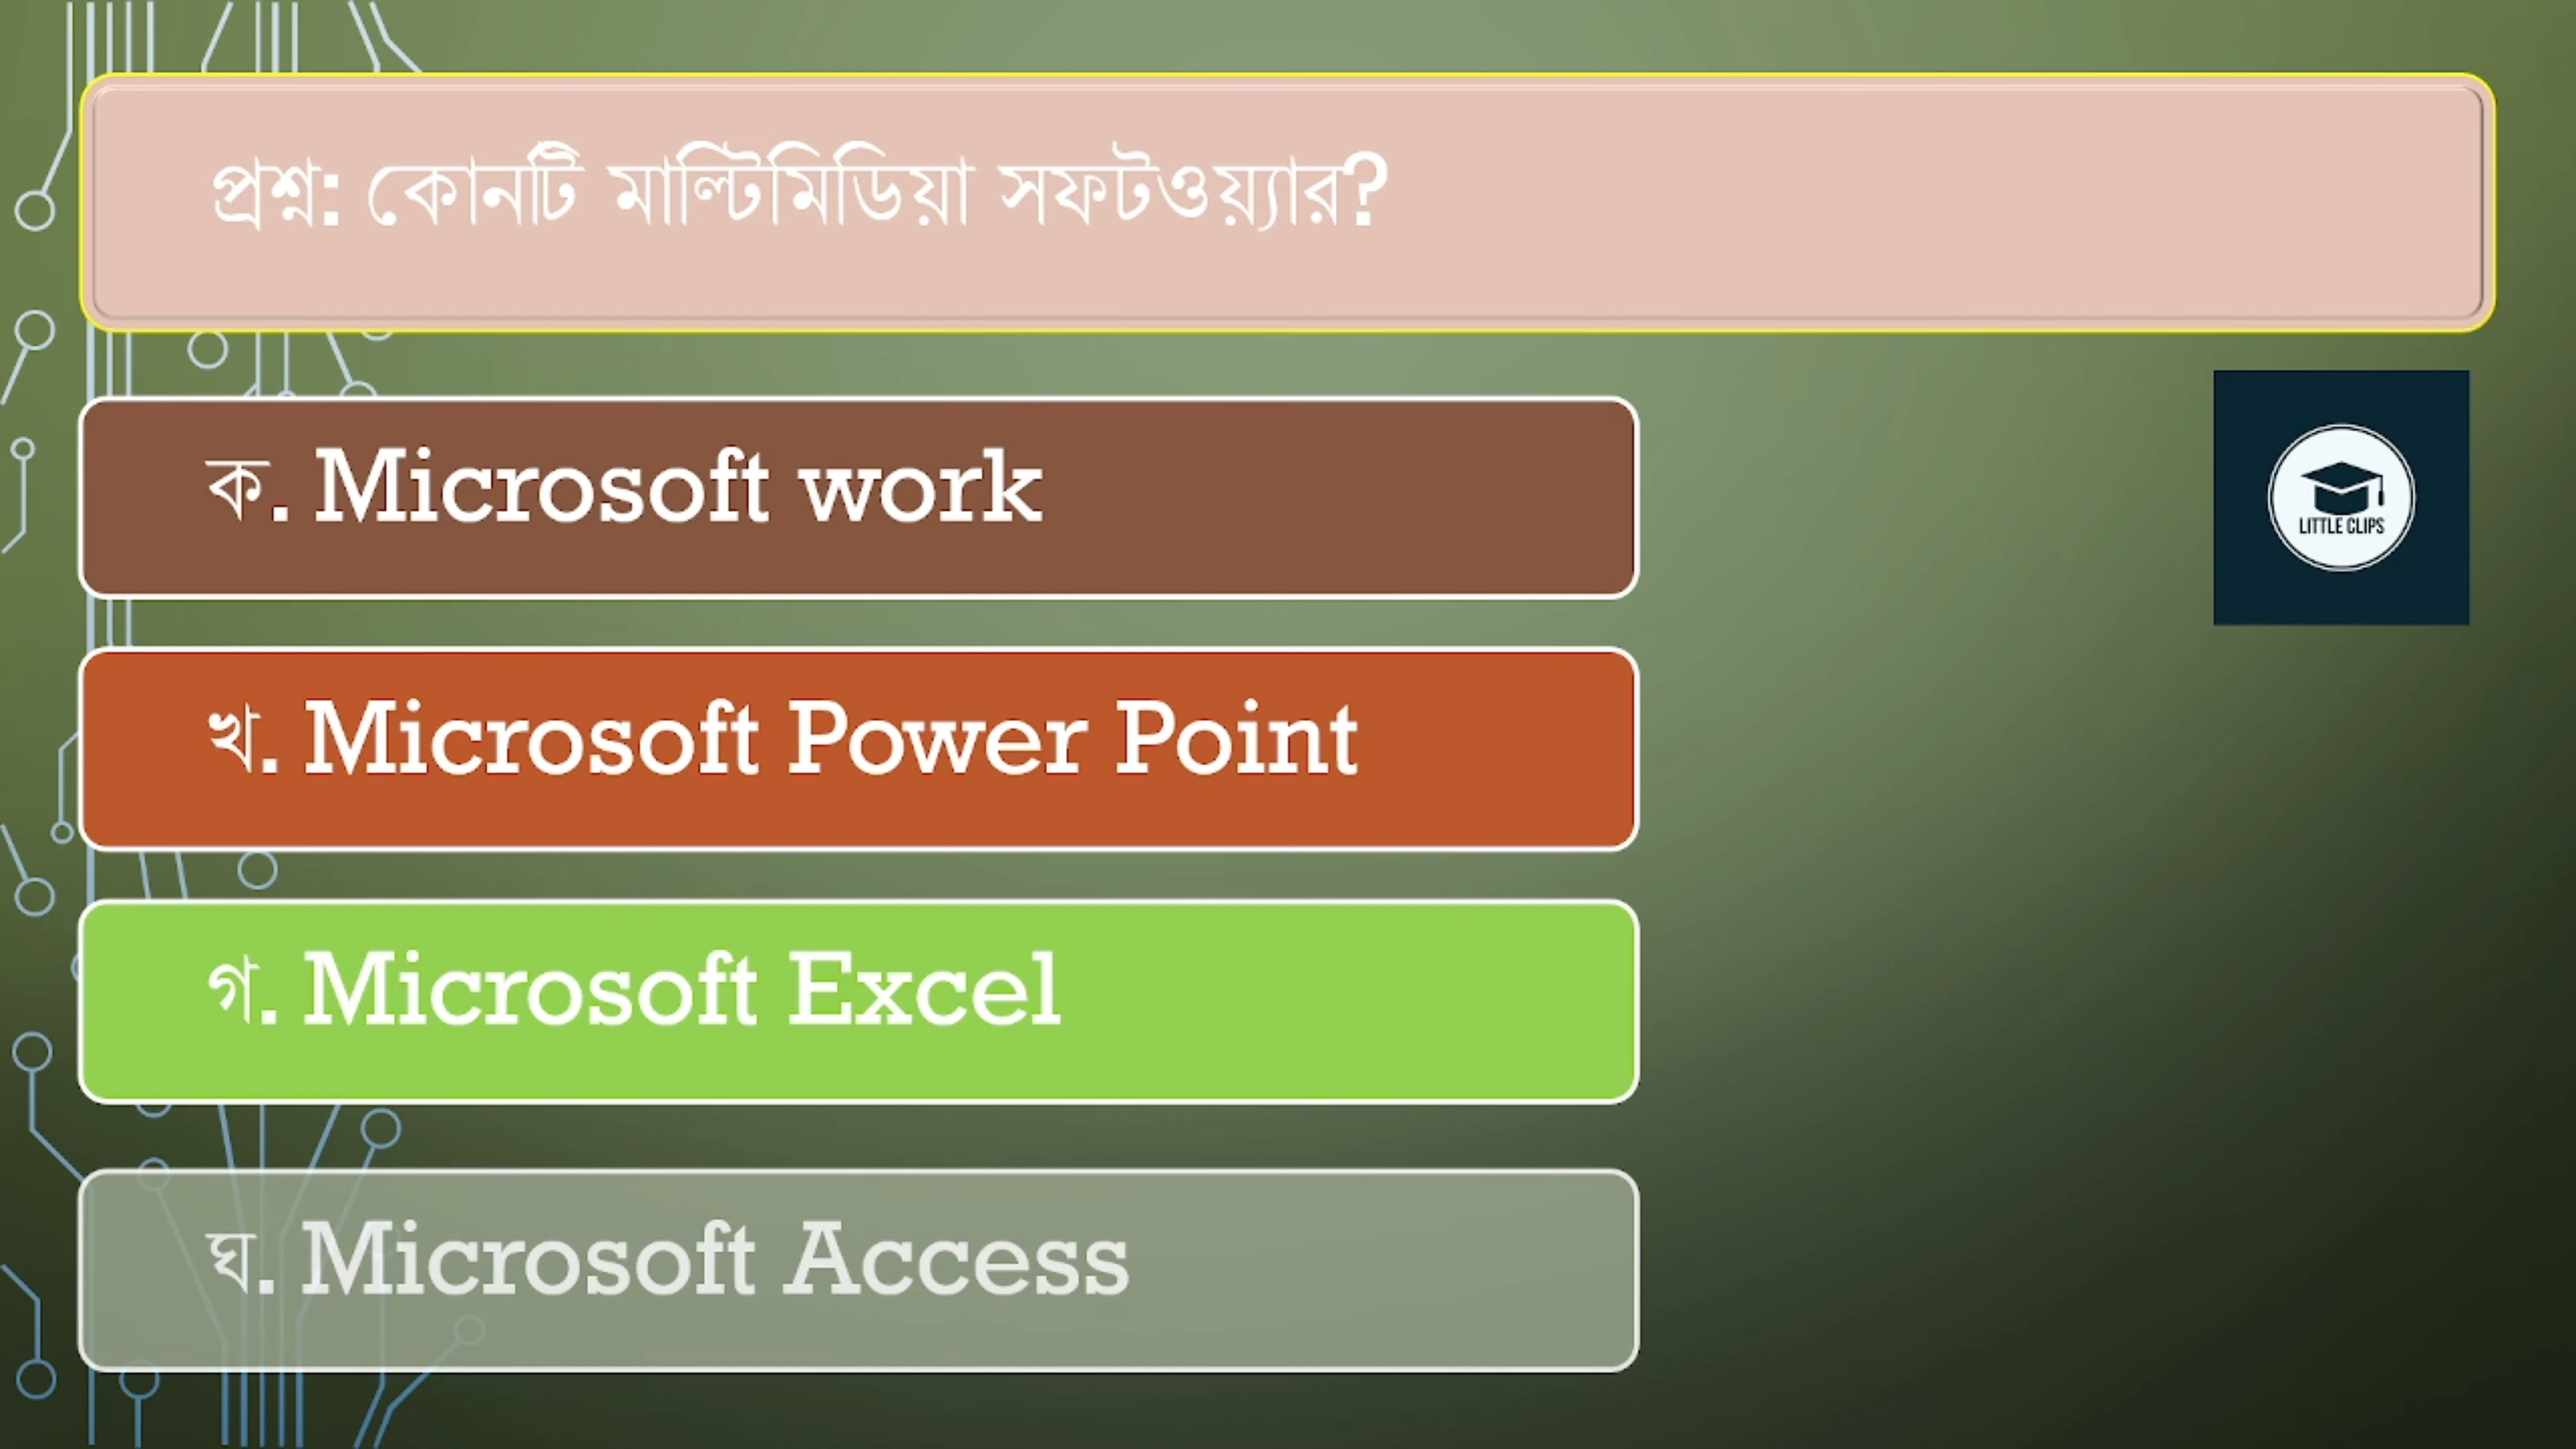 প্রশ্ন: কোনটি মাল্টিমিডিয়া সফটওয়্যার?
ক. Microsoft work
খ. Microsoft Power Point
গ. Microsoft Excel
ঘ. Microsoft Access
LITTLE CLIPS